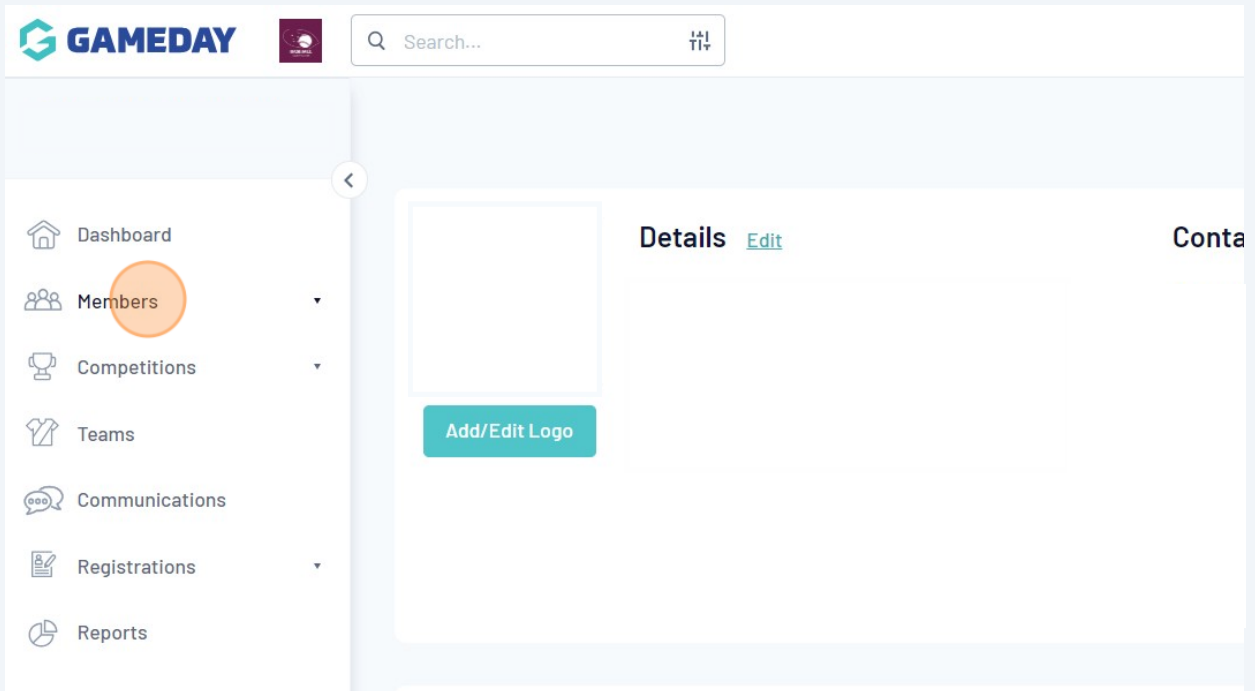 GAMEDAY
Search...
Dashboard
Members
Competitions
Teams
Communications
Registrations
Reports
Details Edit
Conta
Add/Edit Logo